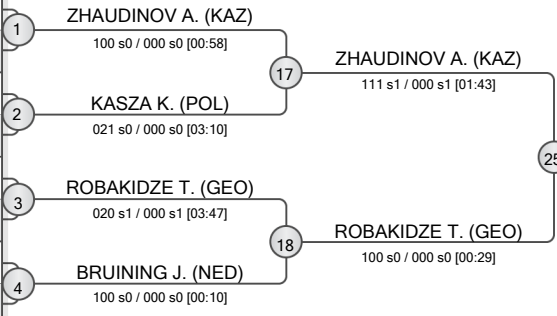 1
ZHAUDINOV A. (KAZ)
100 s0 / 000 s0 [00:58]
17
ZHAUDINOV A. (KAZ)
111 s1 / 000 s1 [01:43]
2
KASZA K. (POL)
021 s0 / 000 s0 [03:10]
25
3
ROBAKIDZE T. (GEO)
020 s1 / 000 s1 [03:47]
18
ROBAKIDZE T. (GEO)
100 s0 / 000 s0 [00:29]
4
BRUINING J. (NED)
100 s0 / 000 s0 [00:10]